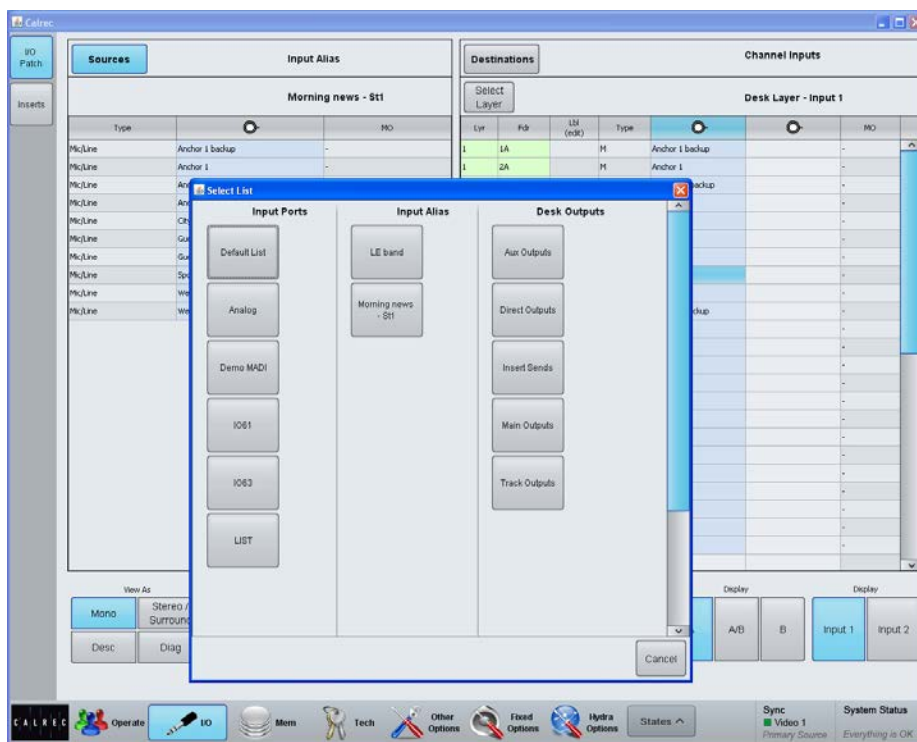 Calrec
I/O
Patch
Inserts
Sources
Input Alias
Destinations
Channel Inputs
Morning news - St1
Select
Layer
Desk Layer - Input 1
Type
MO
Lyr
Fdr
Lbl
(edit)
Type
MO
Mic/Line
Anchor 1 backup
-
1
1A
M
Anchor 1 backup
-
Mic/Line
Anchor 1
-
1
2A
M
Anchor 1
-
Mic/Line
Mic/Line
Mic/Line
Mic/Line
Mic/Line
Mic/Line
Mic/Line
Mic/Line
Select List
Input Ports
Input Alias
Desk Outputs
Default List
LE band
Aux Outputs
Analog
Morning news
- St1
Direct Outputs
Demo MADI
Insert Sends
IO61
Main Outputs
IO63
Track Outputs
LIST
Cancel
View As
Mono
Stereo /
Surround
Desc
Diag
Display
A/B
B
Display
Input 1
Input 2
CALREC
Operate
I/O
Mem
Tech
Other
Options
Fixed
Options
Hydra
Options
States
Sync
Video 1
Primary Source
System Status
Everything is OK